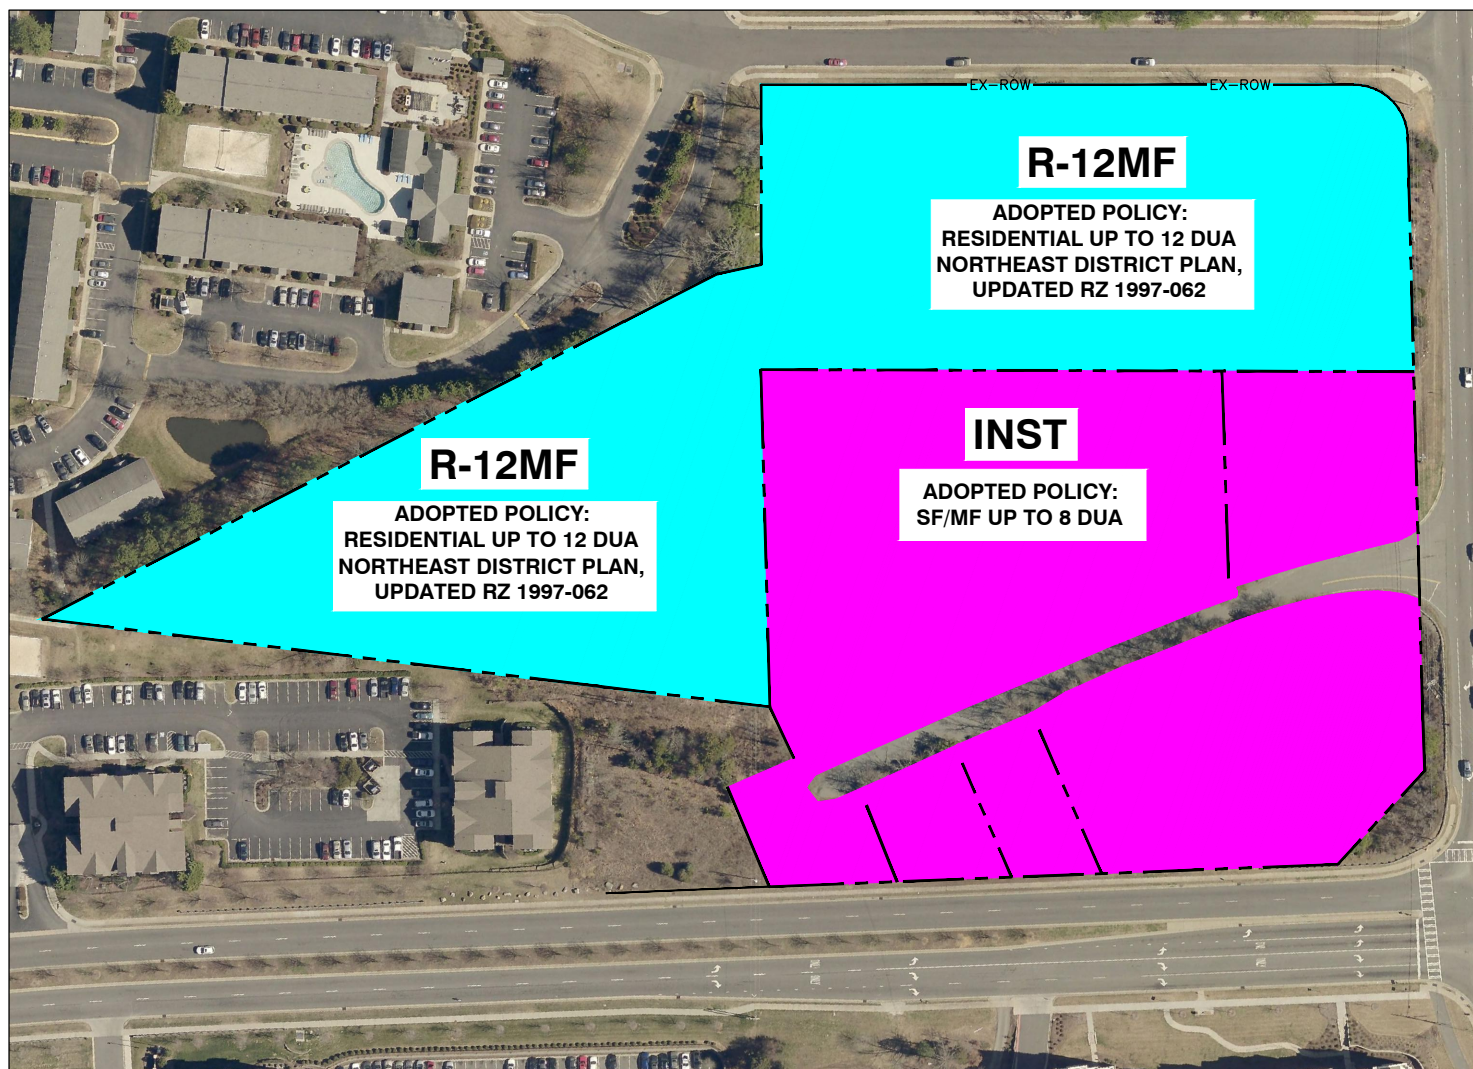 EX-ROW
EX-ROW
R-12MF
ADOPTED POLICY:
RESIDENTIAL UP TO 12 DUA
NORTHEAST DISTRICT PLAN,
UPDATED RZ 1997-062
INST
ADOPTED POLICY:
SF/MF UP TO 8 DUA
R-12MF
ADOPTED POLICY:
RESIDENTIAL UP TO 12 DUA
NORTHEAST DISTRICT PLAN,
UPDATED RZ 1997-062